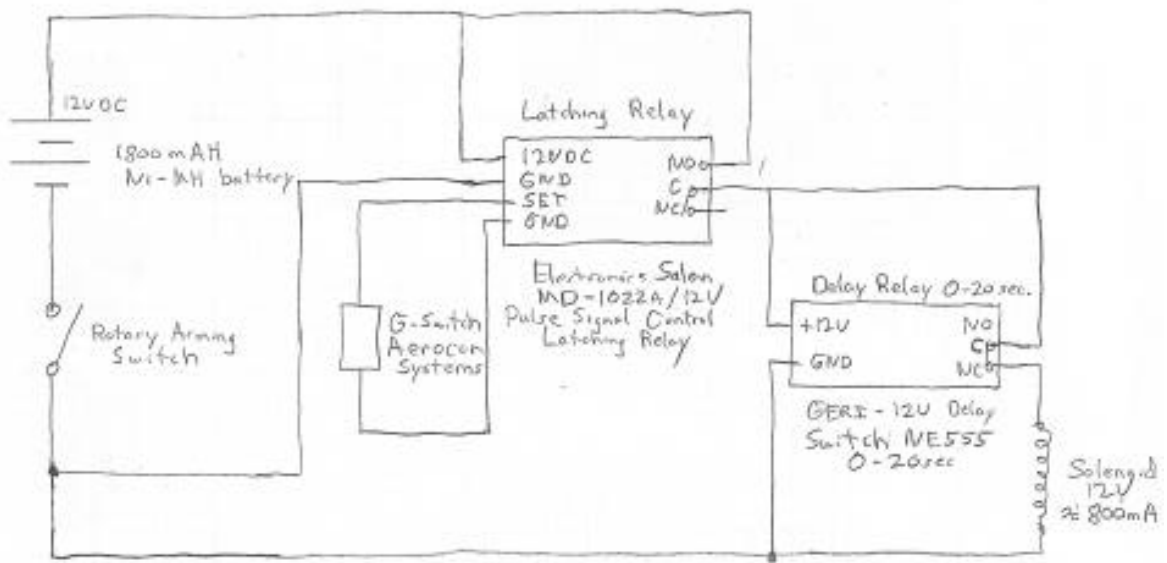 12VDC
1800mAH
Ni-MH battery
Rotary Arming
Switch
Latching Relay
12VDC
GND
SET
GND
NO
C
NC
Electronics Salon
MD-1022A/12V
Pulse Signal Control
Latching Relay
G-Switch
Aerocon
Systems
Delay Relay 0-20sec.
+12V
GND
NO
C
NC
GERI-12V Delay
Switch NE555
0-20sec
Solenoid
12V
≈800mA